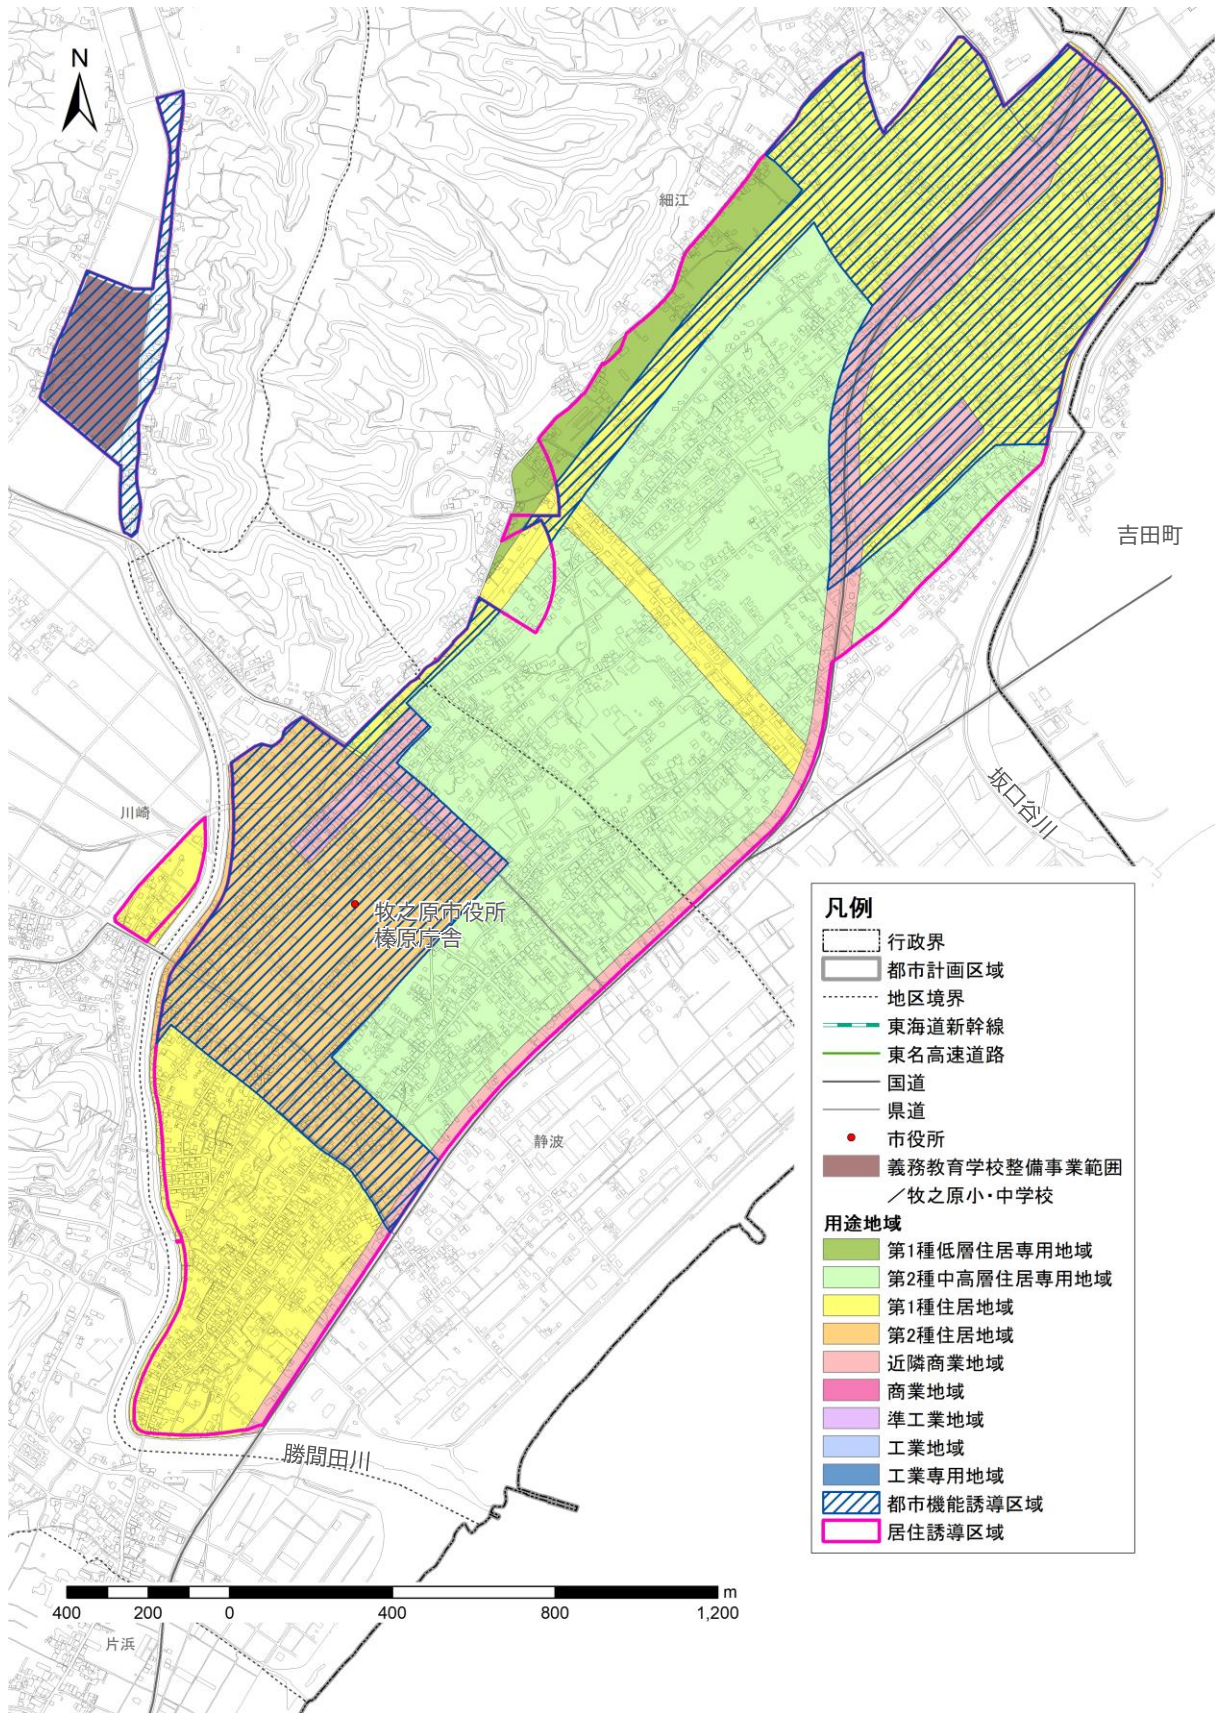 N
細江
吉田町
坂口谷川
川崎
牧之原市役所
榛原庁舎
静波
勝間田川
片浜
凡例
行政界
都市計画区域
地区境界
東海道新幹線
東名高速道路
国道
県道
市役所
義務教育学校整備事業範囲
／牧之原小・中学校
用途地域
第1種低層住居専用地域
第2種中高層住居専用地域
第1種住居地域
第2種住居地域
近隣商業地域
商業地域
準工業地域
工業地域
工業専用地域
都市機能誘導区域
居住誘導区域
m
400 200 0 400 800 1,200